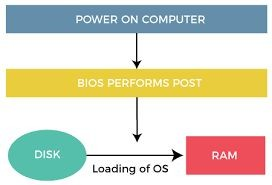 POWER ON COMPUTER
BIOS PERFORMS POST
DISK
RAM
Loading of OS